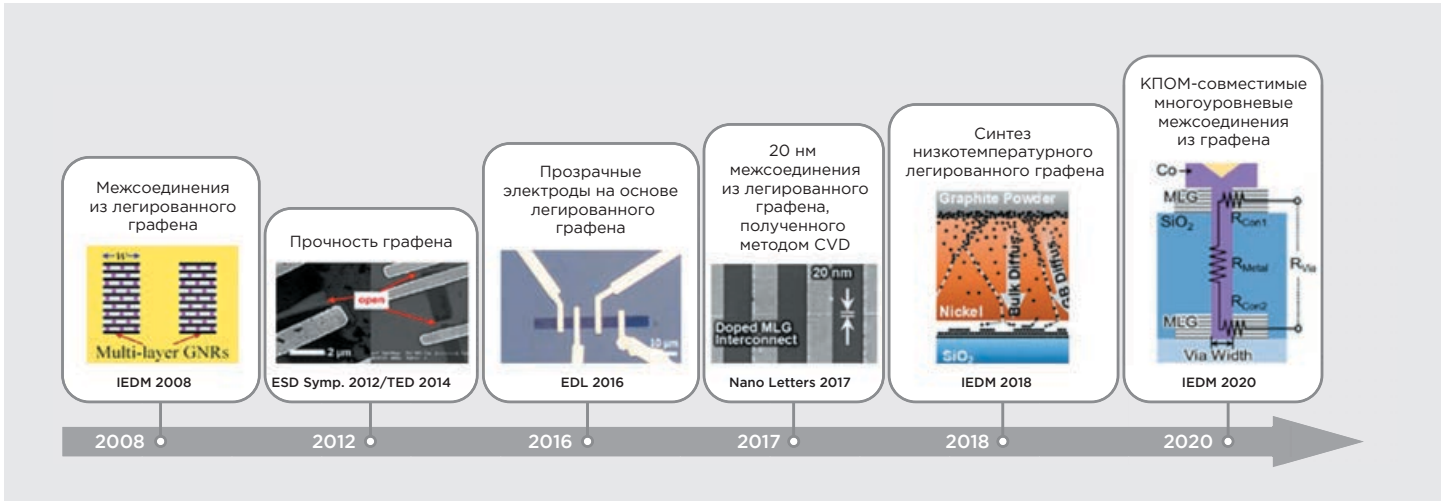 Межсоединения
из легированного
графена
W
Multi-layer GNRs
IEDM 2008
Прочность графена
open
2 μm
ESD Symp. 2012/TED 2014
Прозрачные
электроды на основе
легированного
графена
10 μm
EDL 2016
20 нм
межсоединения
из легированного
графена,
полученного
методом CVD
20 nm
Doped MLG
Interconnect
Nano Letters 2017
Синтез
низкотемпературного
легированного графена
Graphite Powder
Bulk Diffus.
GB Diffus.
Nickel
SiO₂
IEDM 2018
КПОМ-совместимые
многоуровневые
межсоединения
из графена
Co
MLG
SiO₂
R Con1
R Metal
R Via
R Con2
MLG
Via Width
IEDM 2020
2008
2012
2016
2017
2018
2020